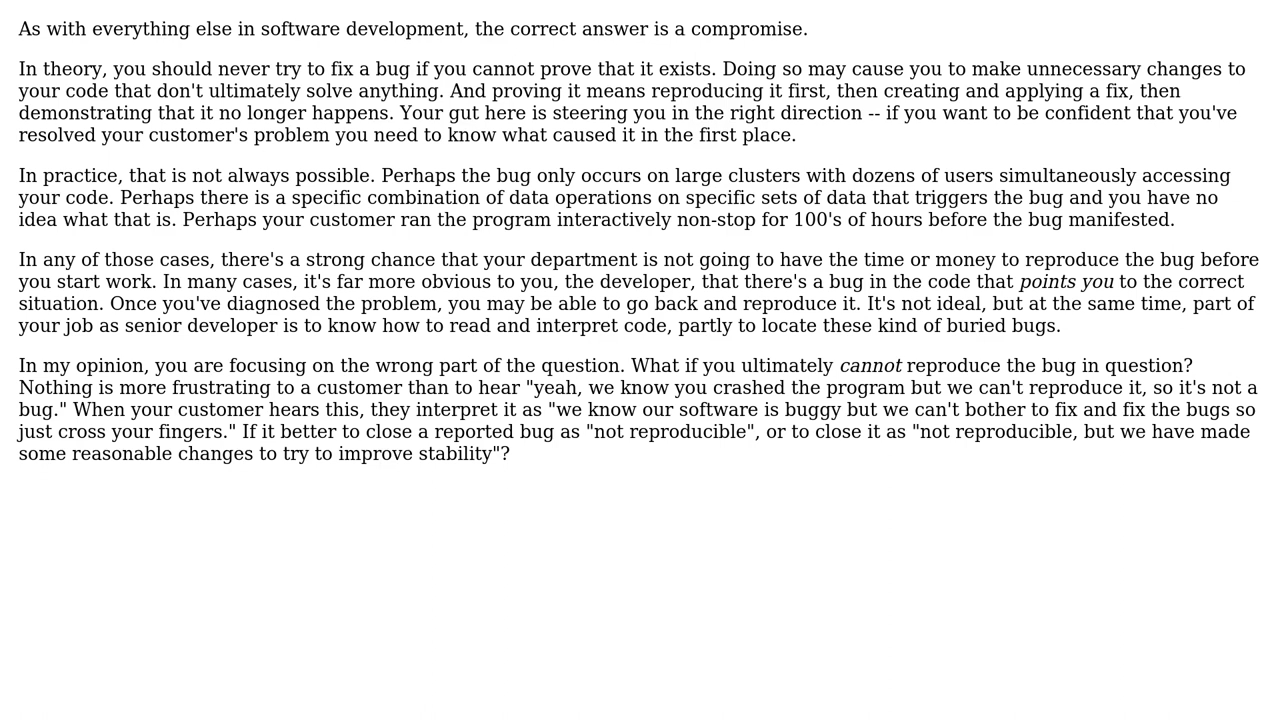 As with everything else in software development, the correct answer is a compromise.
In theory, you should never try to fix a bug if you cannot prove that it exists. Doing so may cause you to make unnecessary changes to
your code that don't ultimately solve anything. And proving it means reproducing it first, then creating and applying a fix, then
demonstrating that it no longer happens. Your gut here is steering you in the right direction -- if you want to be confident that you've
resolved your customer's problem you need to know what caused it in the first place.
In practice, that is not always possible. Perhaps the bug only occurs on large clusters with dozens of users simultaneously accessing
your code. Perhaps there is a specific combination of data operations on specific sets of data that triggers the bug and you have no
idea what that is. Perhaps your customer ran the program interactively non-stop for 100's of hours before the bug manifested.
In any of those cases, there's a strong chance that your department is not going to have the time or money to reproduce the bug before
you start work. In many cases, it's far more obvious to you, the developer, that there's a bug in the code that points you to the correct
situation. Once you've diagnosed the problem, you may be able to go back and reproduce it. It's not ideal, but at the same time, part of
your job as senior developer is to know how to read and interpret code, partly to locate these kind of buried bugs.
In my opinion, you are focusing on the wrong part of the question. What if you ultimately cannot reproduce the bug in question?
Nothing is more frustrating to a customer than to hear "yeah, we know you crashed the program but we can't reproduce it, so it's not a
bug." When your customer hears this, they interpret it as "we know our software is buggy but we can't bother to fix and fix the bugs so
just cross your fingers." If it better to close a reported bug as "not reproducible", or to close it as "not reproducible, but we have made
some reasonable changes to try to improve stability"?